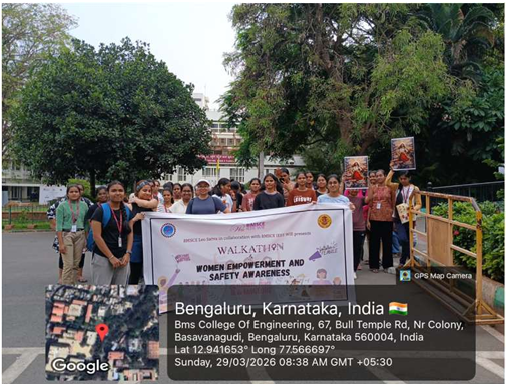 WALKATHON
WOMEN EMPOWERMENT AND
SAFETY AWARENESS
GPS Map Camera
Google
Bengaluru, Karnataka, India 🇮🇳
Bms College Of Engineering, 67, Bull Temple Rd, Nr Colony,
Basavanagudi, Bengaluru, Karnataka 560004, India
Lat 12.941653° Long 77.566697°
Sunday, 29/03/2026 08:38 AM GMT +05:30